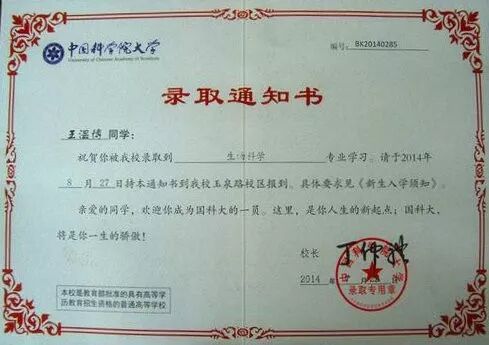 中国科学院大学
University of Chinese Academy of Sciences
编号: BK20140285
录取通知书
王温博 同学:
祝贺你被我校录取到 生物科学 专业学习。请于2014年
8 月 27 日持本通知书到我校玉泉路校区报到。具体要求见《新生入学须知》。
亲爱的同学,欢迎你成为国科大的一员。这里,是你人生的新起点;国科大,
将是你一生的骄傲!
校长
2014 年
录取专用章
本校是教育部批准的具有高等学
历教育招生资格的普通高等学校